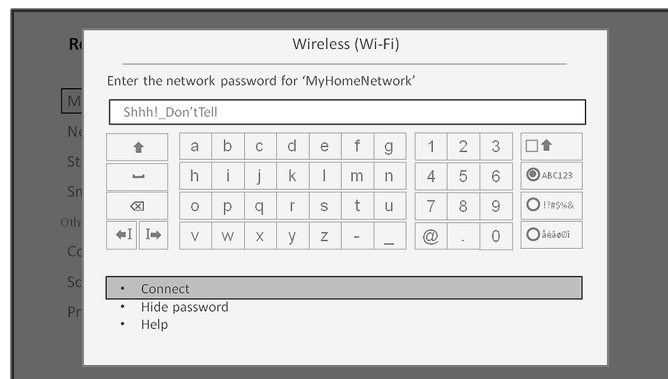 Wireless (Wi-Fi)
Enter the network password for ‘MyHomeNetwork’
Shhh!_Don’tTell
a b c d e f g 1 2 3
h i j k l m n 4 5 6 ABC123
o p q r s t u 7 8 9 !?#$%&
v w x y z - _ @ . 0 åéåøØî
Connect
Hide password
Help